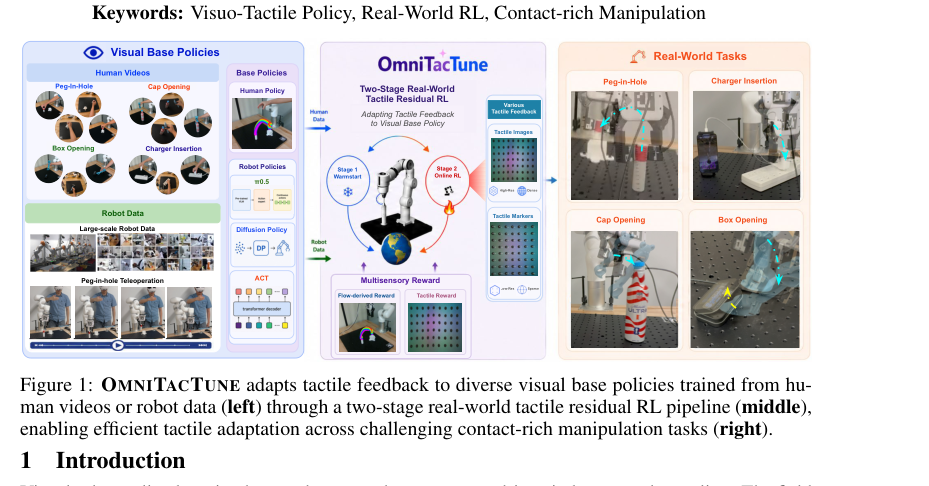 Keywords: Visuo-Tactile Policy, Real-World RL, Contact-rich Manipulation
Visual Base Policies
Human Videos
Peg-In-Hole
Cap Opening
Box Opening
Charger Insertion
Robot Data
Large-scale Robot Data
Peg-in-hole Teleoperation
Base Policies
Human Policy
Robot Policies
π0.5
Diffusion Policy
DP
ACT
transformer decoder
Human
Data
Robot
Data
OmniTacTune
Two-Stage Real-World
Tactile Residual RL
Adapting Tactile Feedback
to Visual Base Policy
Stage 1
Warmstart
Stage 2
Online RL
Multisensory Reward
Flow-derived Reward
Tactile Reward
Various
Tactile Feedback
Tactile Images
Tactile Markers
Real-World Tasks
Peg-in-Hole
Charger Insertion
Cap Opening
Box Opening
Figure 1: OMNITACTUNE adapts tactile feedback to diverse visual base policies trained from hu-
man videos or robot data (left) through a two-stage real-world tactile residual RL pipeline (middle),
enabling efficient tactile adaptation across challenging contact-rich manipulation tasks (right).
1 Introduction